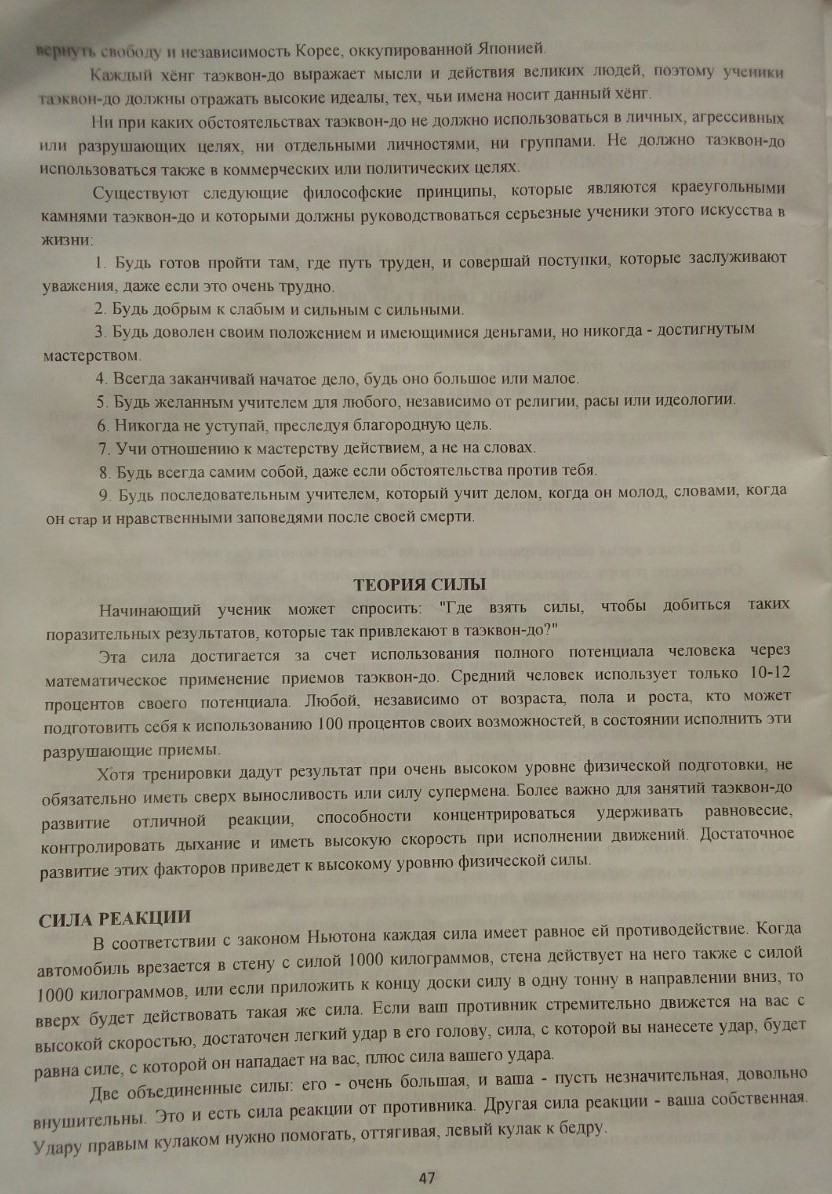 вернуть свободу и независимость Корее, оккупированной Японией.
Каждый хёнг таэквон-до выражает мысли и действия великих людей, поэтому ученики
таэквон-до должны отражать высокие идеалы, тех, чьи имена носит данный хёнг.
Ни при каких обстоятельствах таэквон-до не должно использоваться в личных, агрессивных
или разрушающих целях, ни отдельными личностями, ни группами. Не должно таэквон-до
использоваться также в коммерческих или политических целях.
Существуют следующие философские принципы, которые являются краеугольными
камнями таэквон-до и которыми должны руководствоваться серьезные ученики этого искусства в
жизни:
1. Будь готов пройти там, где путь труден, и совершай поступки, которые заслуживают
уважения, даже если это очень трудно.
2. Будь добрым к слабым и сильным с сильными.
3. Будь доволен своим положением и имеющимися деньгами, но никогда - достигнутым
мастерством.
4. Всегда заканчивай начатое дело, будь оно большое или малое.
5. Будь желанным учителем для любого, независимо от религии, расы или идеологии.
6. Никогда не уступай, преследуя благородную цель.
7. Учи отношению к мастерству действием, а не на словах.
8. Будь всегда самим собой, даже если обстоятельства против тебя.
9. Будь последовательным учителем, который учит делом, когда он молод, словами, когда
он стар и нравственными заповедями после своей смерти.
ТЕОРИЯ СИЛЫ
Начинающий ученик может спросить: "Где взять силы, чтобы добиться таких
поразительных результатов, которые так привлекают в таэквон-до?"
Эта сила достигается за счет использования полного потенциала человека через
математическое применение приемов таэквон-до. Средний человек использует только 10-12
процентов своего потенциала. Любой, независимо от возраста, пола и роста, кто может
подготовить себя к использованию 100 процентов своих возможностей, в состоянии исполнить эти
разрушающие приемы.
Хотя тренировки дадут результат при очень высоком уровне физической подготовки, не
обязательно иметь сверх выносливость или силу супермена. Более важно для занятий таэквон-до
развитие отличной реакции, способности концентрироваться удерживать равновесие,
контролировать дыхание и иметь высокую скорость при исполнении движений. Достаточное
развитие этих факторов приведет к высокому уровню физической силы.
СИЛА РЕАКЦИИ
В соответствии с законом Ньютона каждая сила имеет равное ей противодействие. Когда
автомобиль врезается в стену с силой 1000 килограммов, стена действует на него также с силой
1000 килограммов, или если приложить к концу доски силу в одну тонну в направлении вниз, то
вверх будет действовать такая же сила. Если ваш противник стремительно движется на вас с
высокой скоростью, достаточен легкий удар в его голову, сила, с которой вы нанесете удар, будет
равна силе, с которой он нападает на вас, плюс сила вашего удара.
Две объединенные силы: его - очень большая, и ваша - пусть незначительная, довольно
внушительны. Это и есть сила реакции от противника. Другая сила реакции - ваша собственная.
Удару правым кулаком нужно помогать, оттягивая, левый кулак к бедру.
47